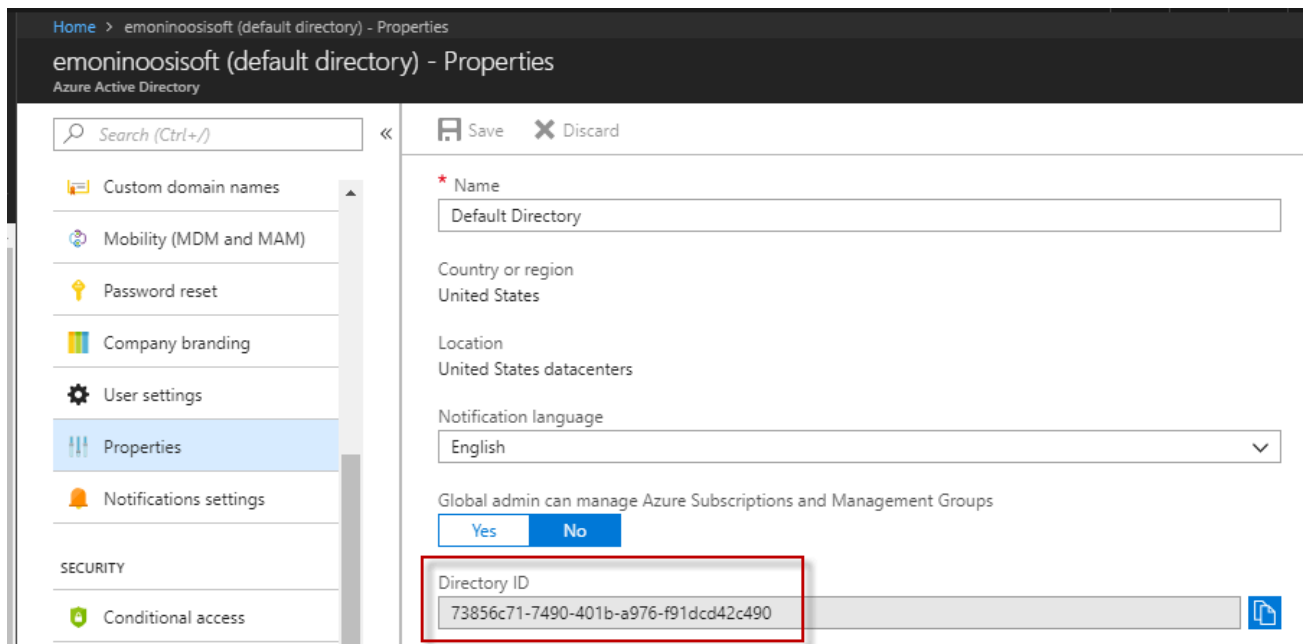 Home > emoninoosisoft (default directory) - Properties
emoninoosisoft (default directory) - Properties
Azure Active Directory
Search (Ctrl+/)
«
Custom domain names
Mobility (MDM and MAM)
Password reset
Company branding
User settings
Properties
Notifications settings
SECURITY
Conditional access
Save Discard
* Name
Default Directory
Country or region
United States
Location
United States datacenters
Notification language
English
Global admin can manage Azure Subscriptions and Management Groups
Yes No
Directory ID
73856c71-7490-401b-a976-f91dcd42c490